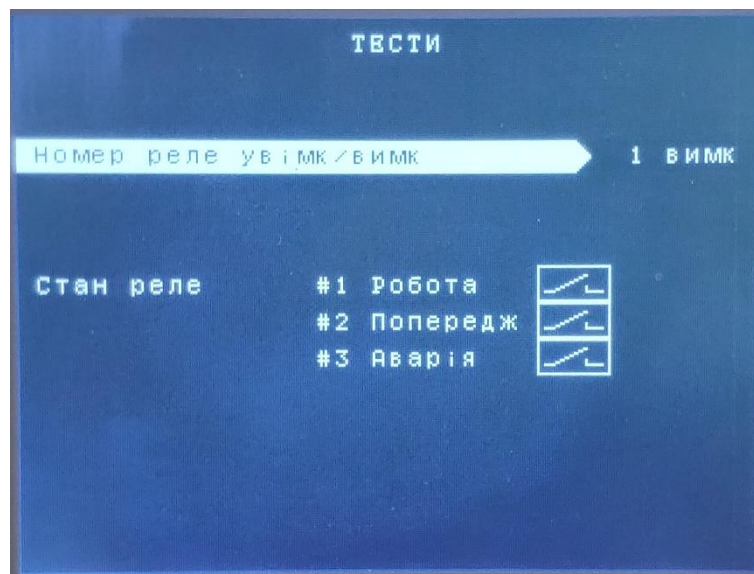 ТЕСТИ
Номер реле увімк/вимк 1 вимк
Стан реле #1 Робота
#2 Попередж
#3 Аварія